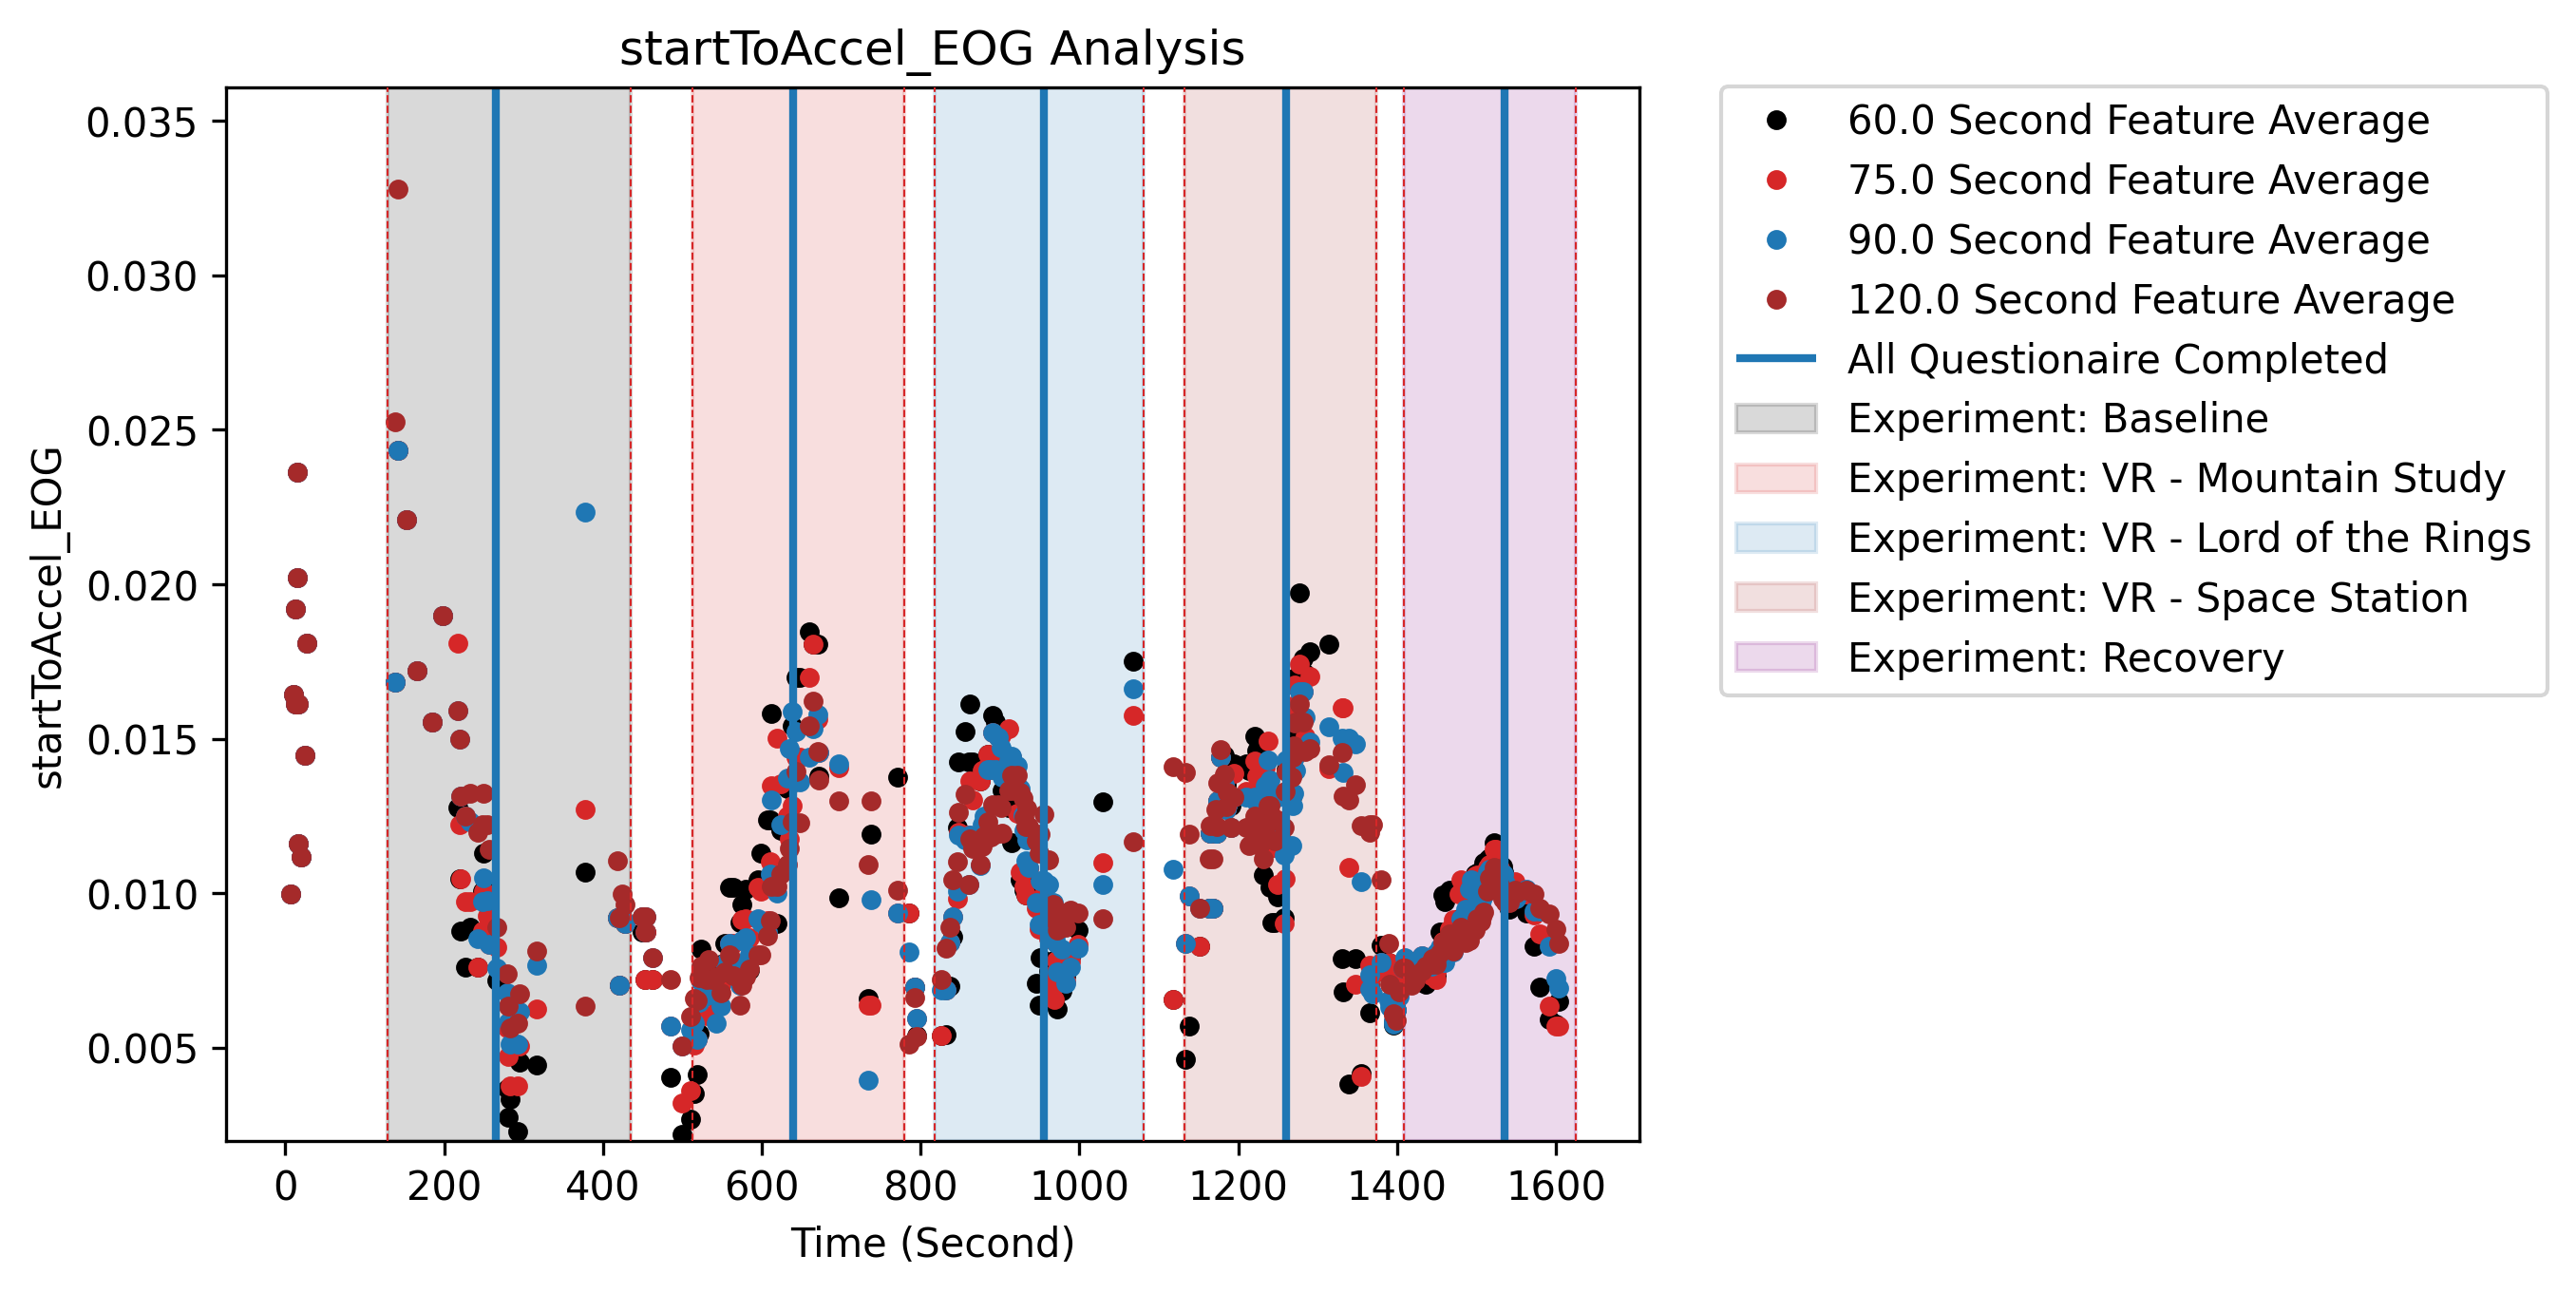 startToAccel_EOG Analysis
0.035
0.030
0.025
0.020
0.015
0.010
0.005
startToAccel_EOG
0
200
400
600
800
1000
1200
1400
1600
Time (Second)
60.0 Second Feature Average
75.0 Second Feature Average
90.0 Second Feature Average
120.0 Second Feature Average
All Questionaire Completed
Experiment: Baseline
Experiment: VR - Mountain Study
Experiment: VR - Lord of the Rings
Experiment: VR - Space Station
Experiment: Recovery